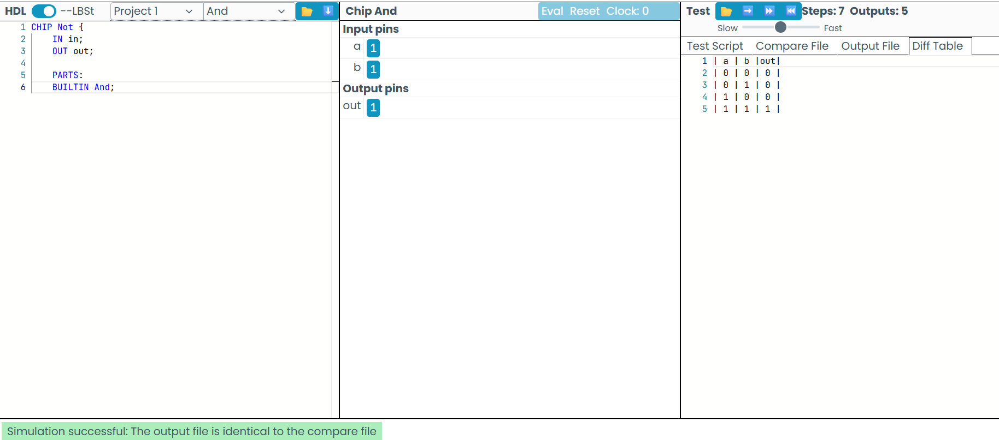 HDL --LBSt Project 1 And
1 CHIP Not {
2 IN in;
3 OUT out;
4
5 PARTS:
6 BUILTIN And;
Chip And Eval Reset Clock: 0
Input pins
a 1
b 1
Output pins
out 1
Test Steps: 7 Outputs: 5
Slow Fast
Test Script Compare File Output File Diff Table
1 | a | b |out|
2 | 0 | 0 | 0 |
3 | 0 | 1 | 0 |
4 | 1 | 0 | 0 |
5 | 1 | 1 | 1 |
Simulation successful: The output file is identical to the compare file